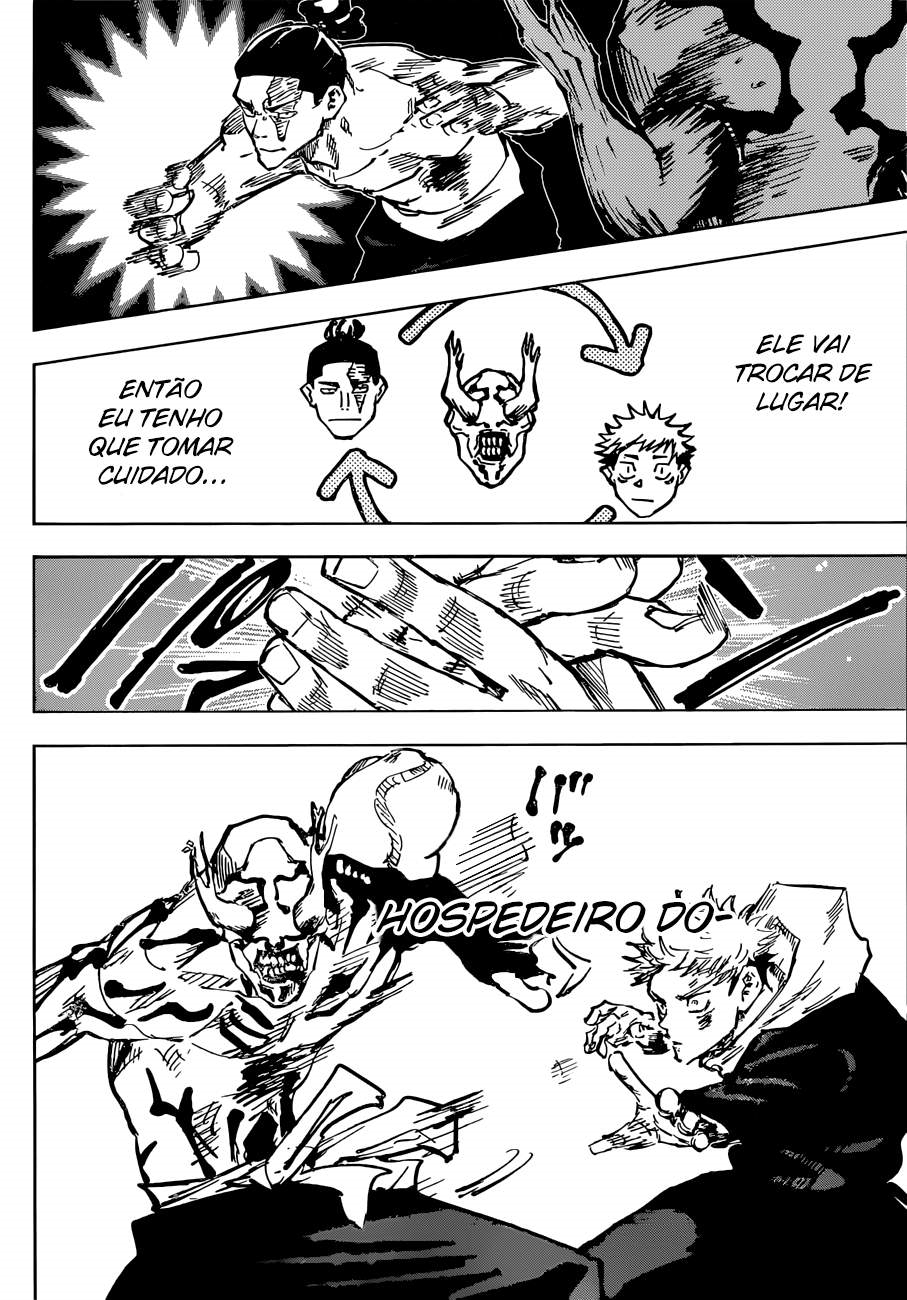 ELE VAI
TROCAR DE
LUGAR!
ENTÃO
EU TENHO
QUE TOMAR
CUIDADO...
HOSPEDEIRO DO-